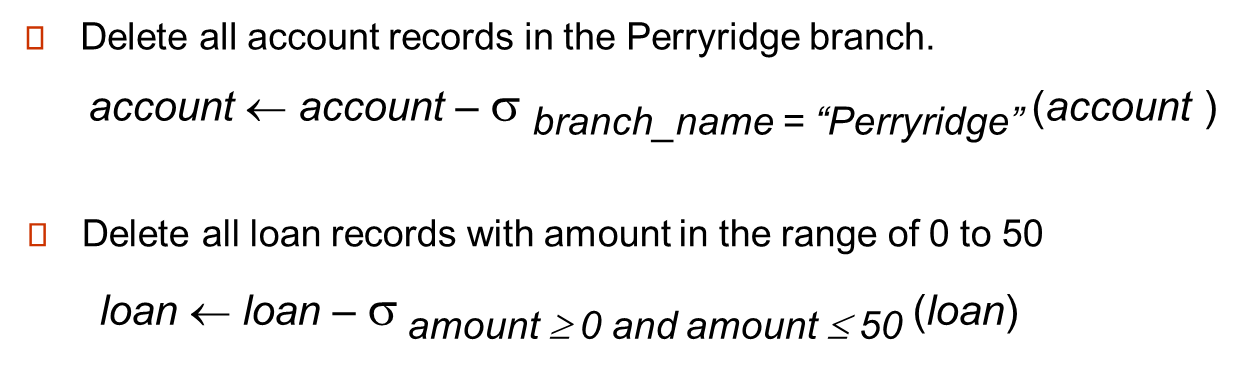 Delete all account records in the Perryridge branch.
account ← account – σ branch_name = “Perryridge” (account )
Delete all loan records with amount in the range of 0 to 50
loan ← loan – σ amount ≥ 0 and amount ≤ 50 (loan)